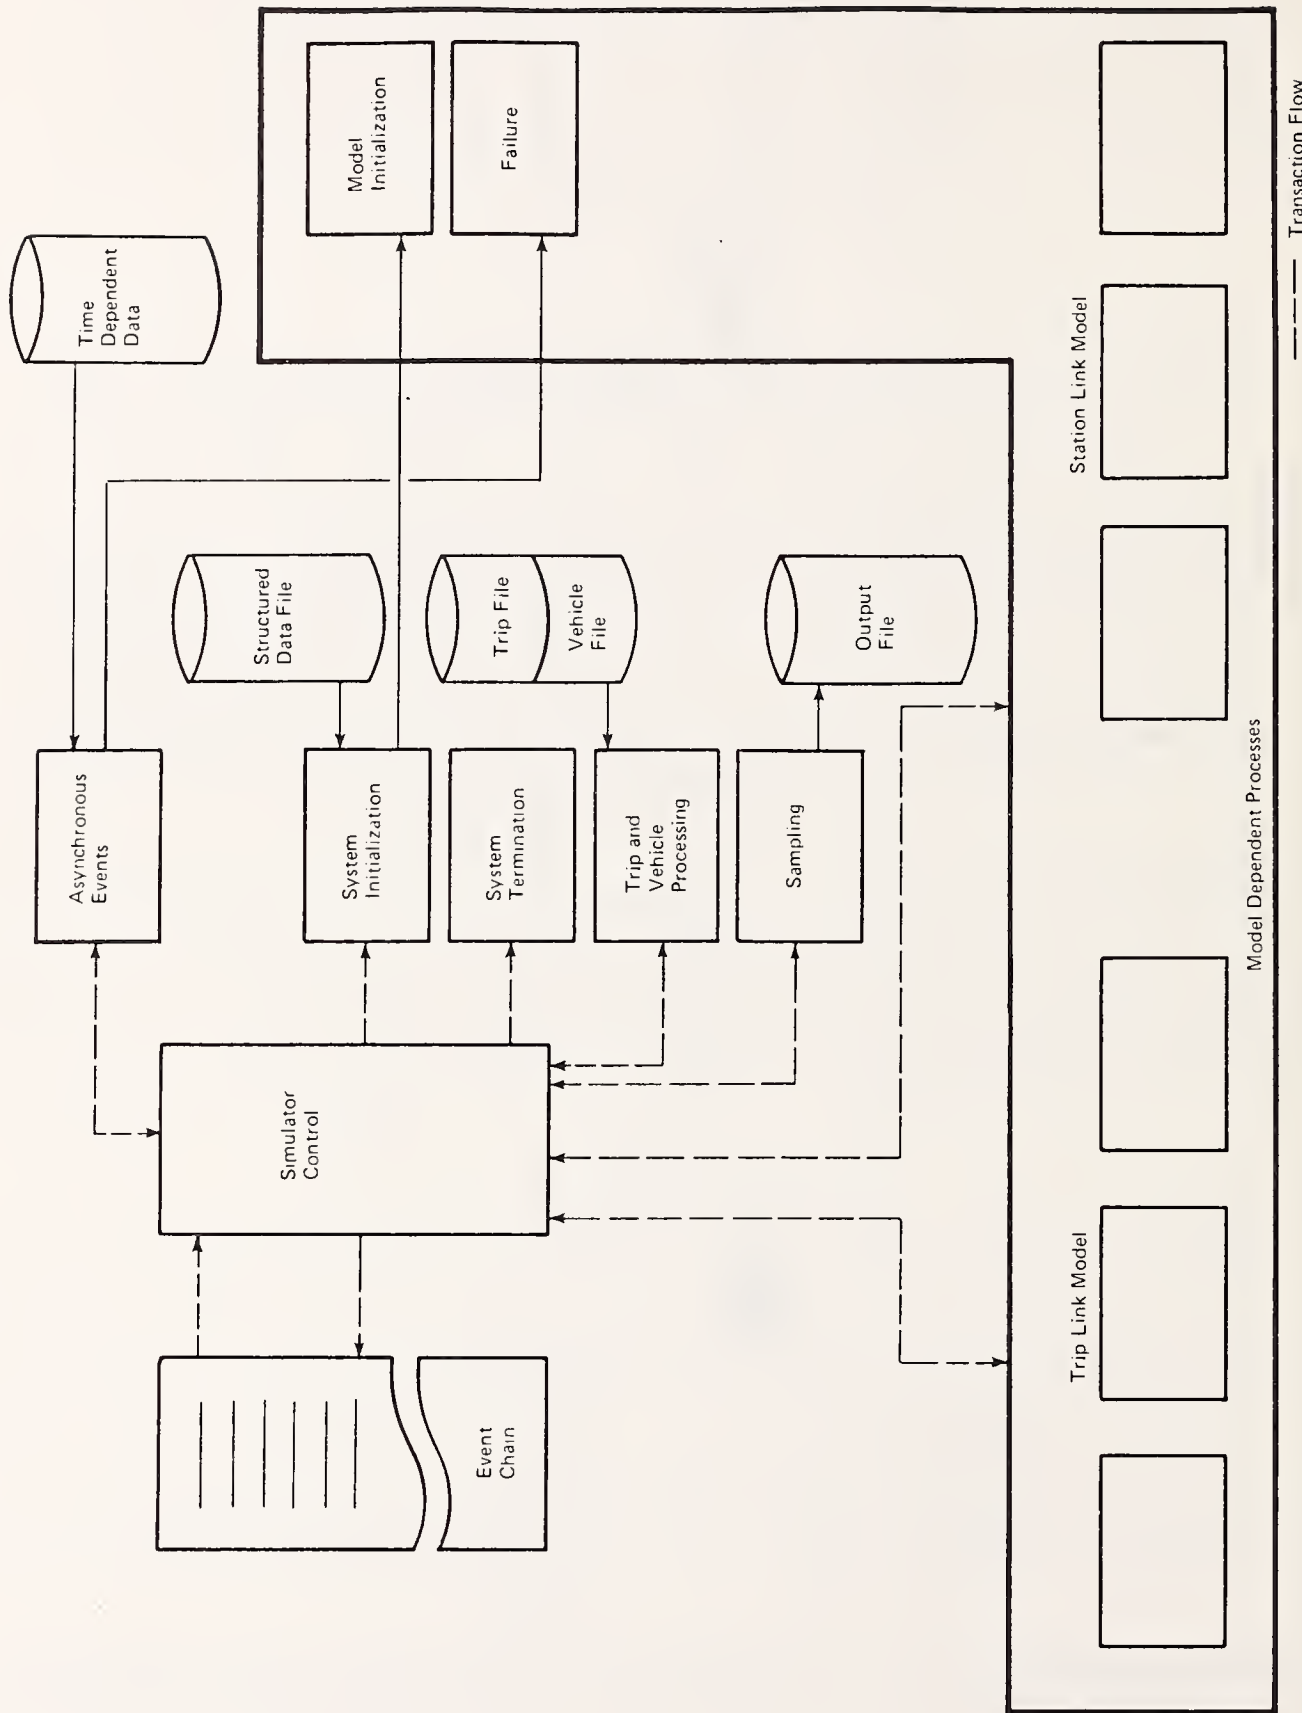 Time
Dependent
Data
Model
Initialization
Failure
Asynchronous
Events
Structured
Data File
Trip File
Vehicle
File
Output
File
System
Initialization
System
Termination
Trip and
Vehicle
Processing
Sampling
Simulator
Control
Event
Chain
Trip Link Model
Station Link Model
Model Dependent Processes
Transaction Flow